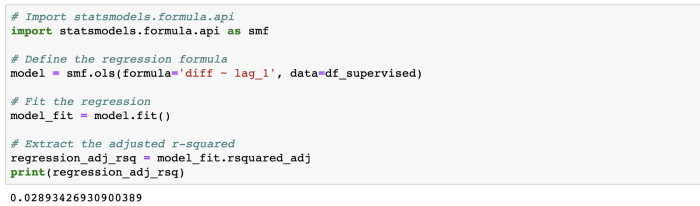 # Import statsmodels.formula.api
import statsmodels.formula.api as smf
# Define the regression formula
model = smf.ols(formula='diff ~ lag_1', data=df_supervised)
# Fit the regression
model_fit = model.fit()
# Extract the adjusted r-squared
regression_adj_rsq = model_fit.rsquared_adj
print(regression_adj_rsq)
0.02893426930900389